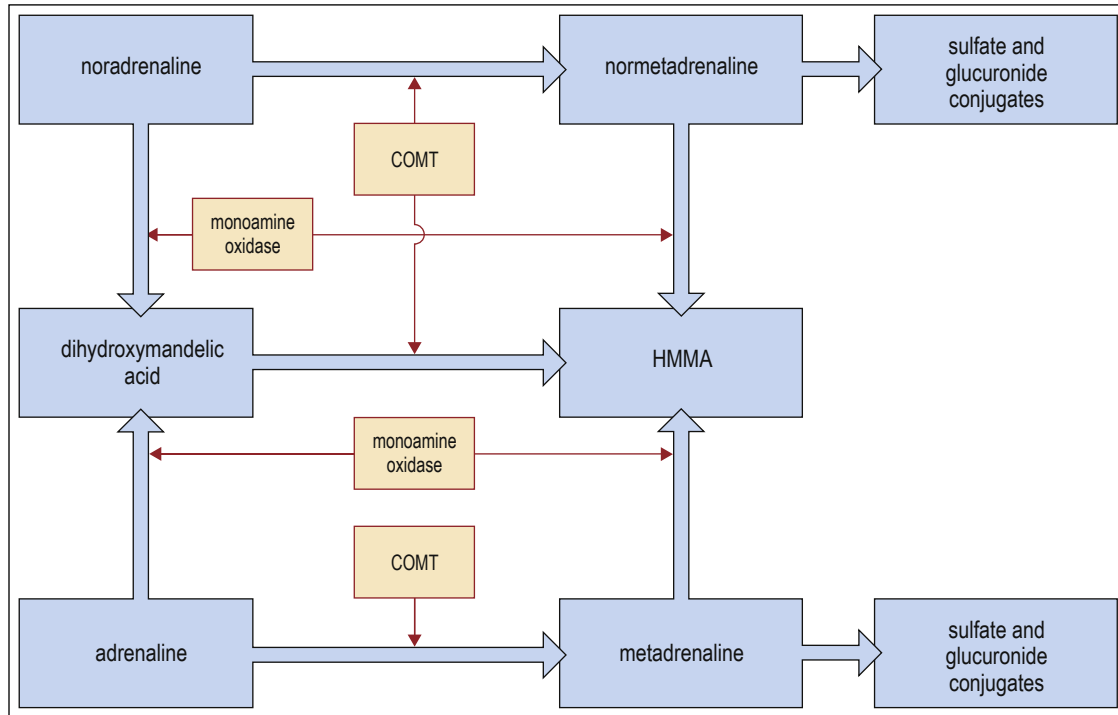 noradrenaline
normetadrenaline
sulfate and
glucuronide
conjugates
COMT
monoamine
oxidase
dihydroxymandelic
acid
HMMA
monoamine
oxidase
COMT
adrenaline
metadrenaline
sulfate and
glucuronide
conjugates